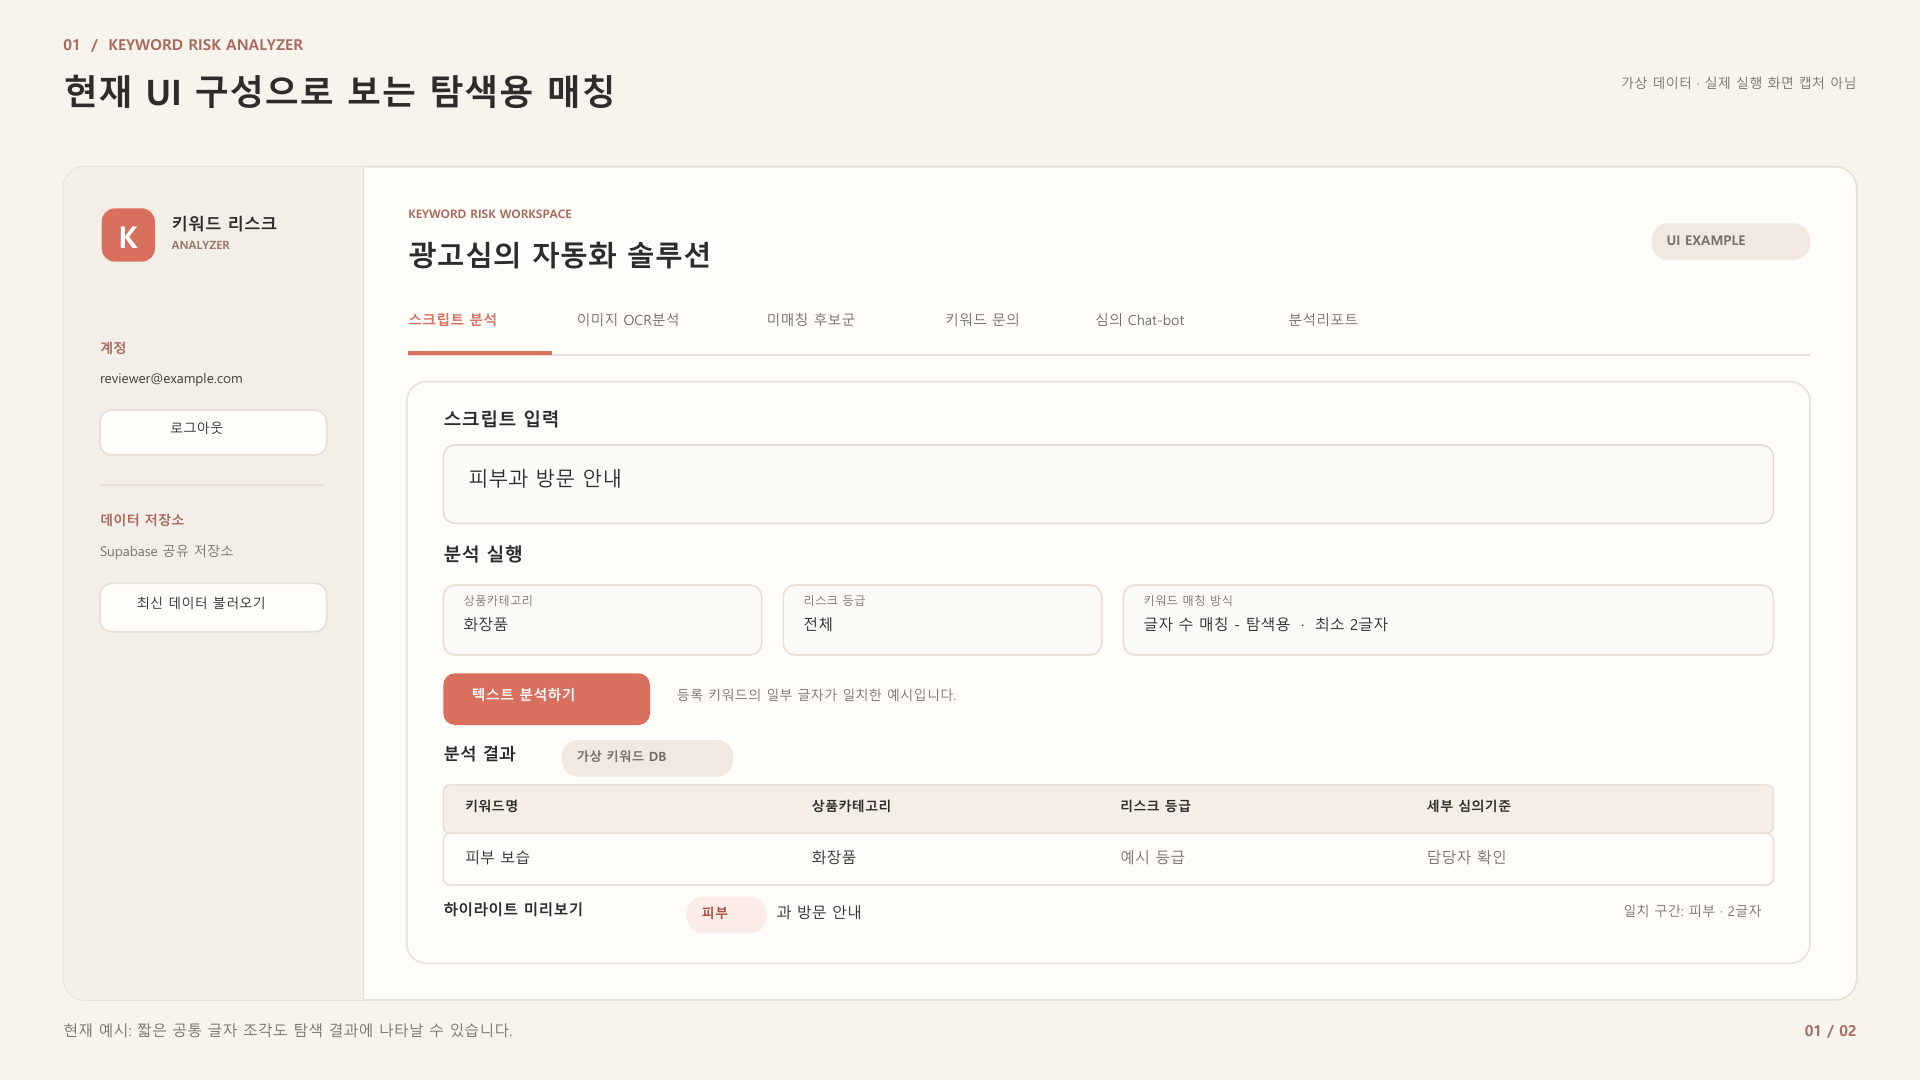 01 / KEYWORD RISK ANALYZER
현재 UI 구성으로 보는 탐색용 매칭
가상 데이터 · 실제 실행 화면 캡처 아님
K
키워드 리스크
ANALYZER
계정
reviewer@example.com
로그아웃
데이터 저장소
Supabase 공유 저장소
최신 데이터 불러오기
KEYWORD RISK WORKSPACE
광고심의 자동화 솔루션
UI EXAMPLE
스크립트 분석 이미지 OCR분석 미매칭 후보군 키워드 문의 심의 Chat-bot 분석리포트
스크립트 입력
피부과 방문 안내
분석 실행
상품카테고리
화장품
리스크 등급
전체
키워드 매칭 방식
글자 수 매칭 - 탐색용 · 최소 2글자
텍스트 분석하기
등록 키워드의 일부 글자가 일치한 예시입니다.
분석 결과
가상 키워드 DB
키워드명 상품카테고리 리스크 등급 세부 심의기준
피부 보습 화장품 예시 등급 담당자 확인
하이라이트 미리보기
피부 과 방문 안내
일치 구간: 피부 · 2글자
현재 예시: 짧은 공통 글자 조각도 탐색 결과에 나타날 수 있습니다.
01 / 02